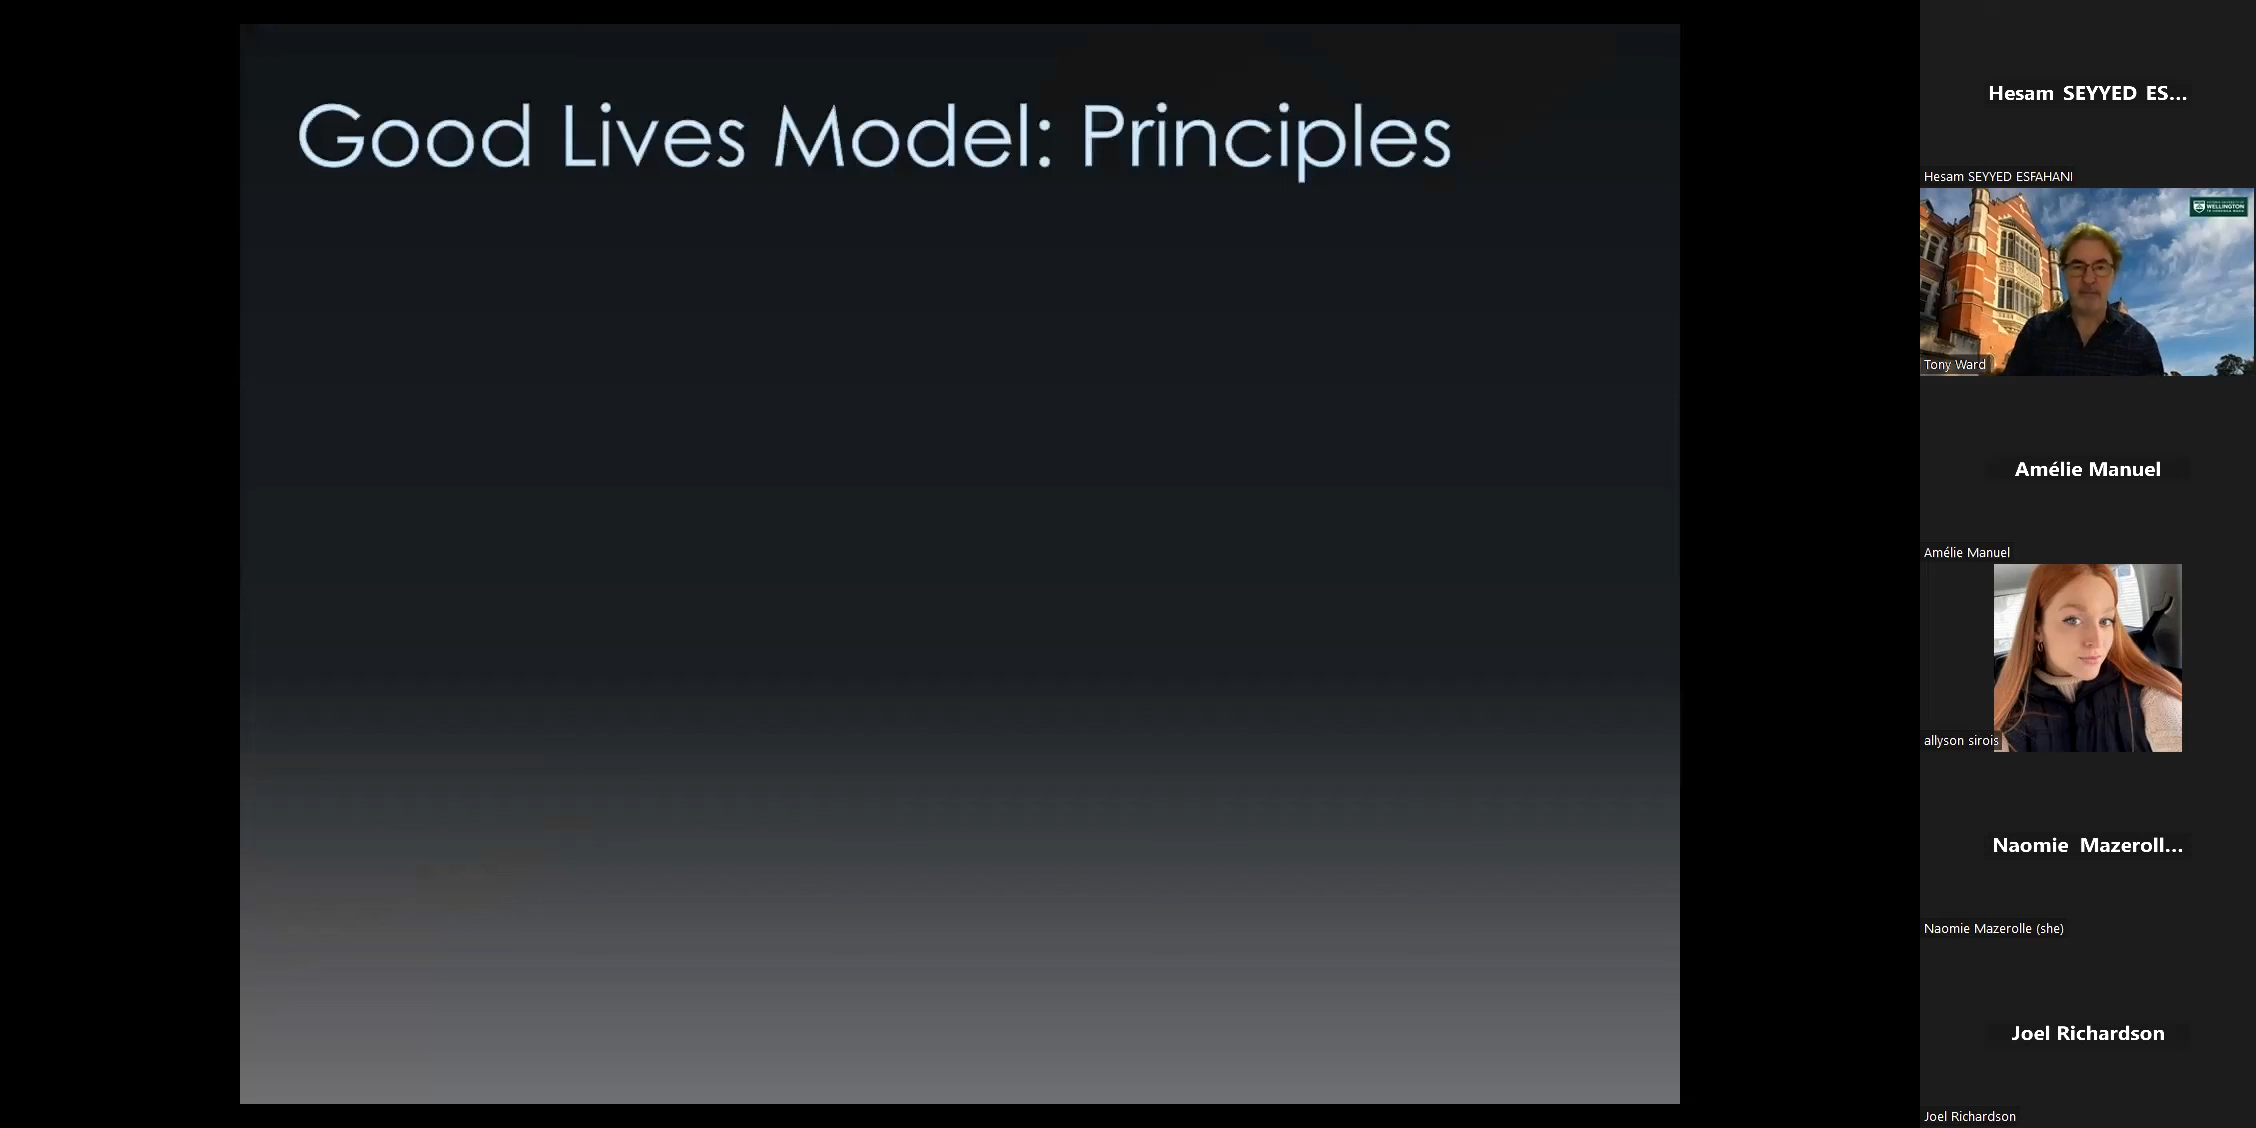 Good Lives Model: Principles
Hesam SEYYED ES...
Hesam SEYYED ESFAHANI
WELLINGTON
Tony Ward
Amélie Manuel
Amélie Manuel
allyson sirois
Naomie Mazeroll...
Naomie Mazerolle (she)
Joel Richardson
Joel Richardson